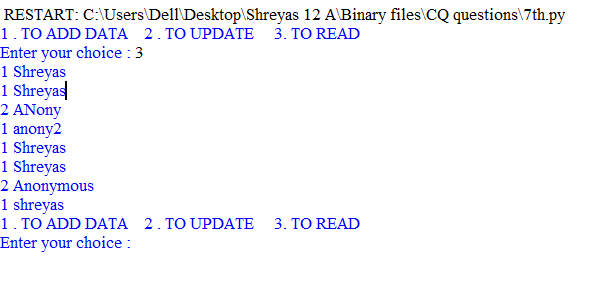 RESTART: C:\Users\Dell\Desktop\Shreyas 12 A\Binary files\CQ questions\7th.py
1 . TO ADD DATA    2 . TO UPDATE     3. TO READ
Enter your choice : 3
1 Shreyas
1 Shreyas
2 ANony
1 anony2
1 Shreyas
1 Shreyas
2 Anonymous
1 shreyas
1 . TO ADD DATA    2 . TO UPDATE     3. TO READ
Enter your choice :